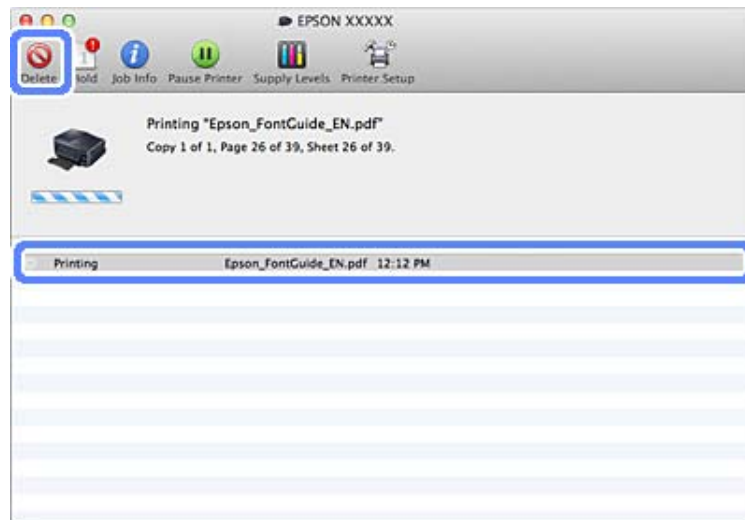 EPSON XXXXX
1
Delete Hold Job Info Pause Printer Supply Levels Printer Setup
Printing "Epson_FontGuide_EN.pdf"
Copy 1 of 1, Page 26 of 39, Sheet 26 of 39.
Printing Epson_FontGuide_EN.pdf 12:12 PM